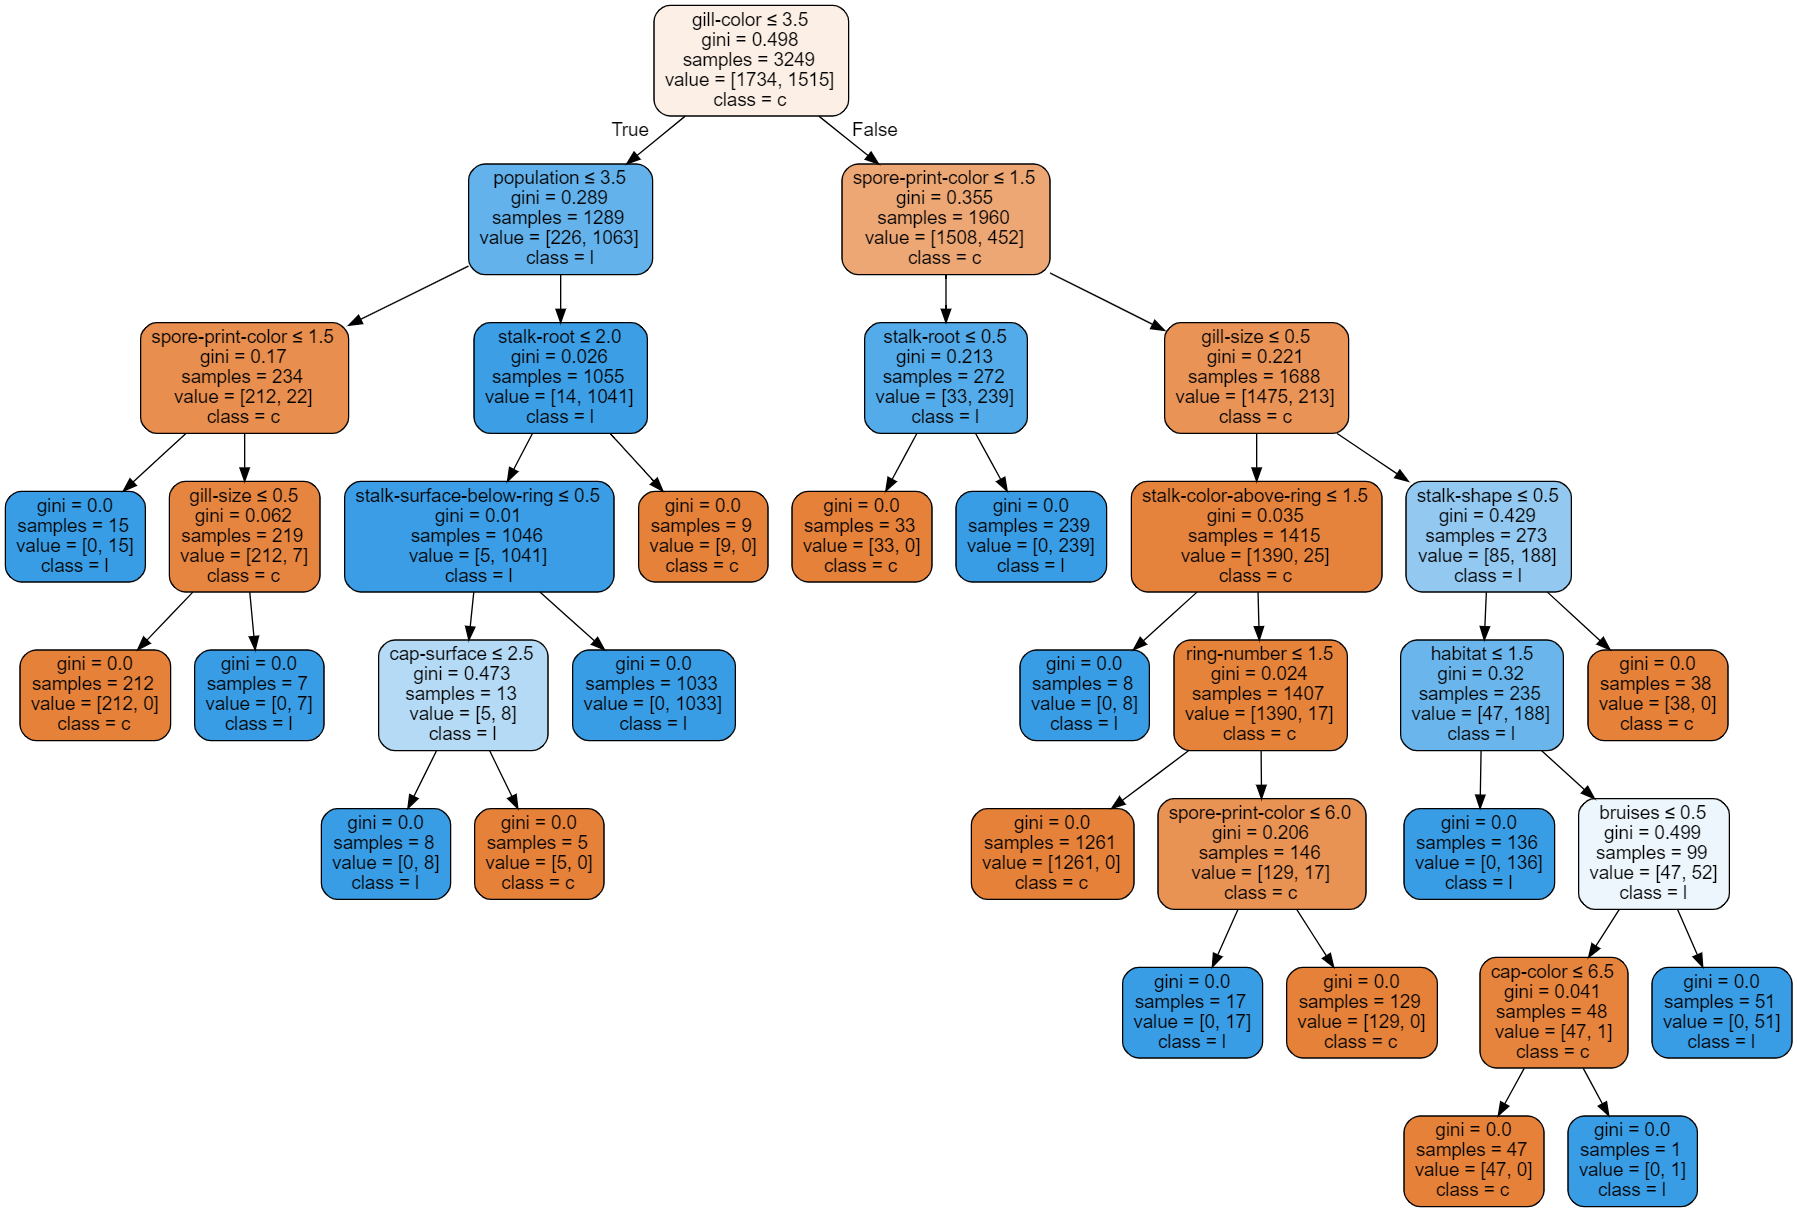 gill-color ≤ 3.5
gini = 0.498
samples = 3249
value = [1734, 1515]
class = c
True
False
population ≤ 3.5
gini = 0.289
samples = 1289
value = [226, 1063]
class = l
spore-print-color ≤ 1.5
gini = 0.355
samples = 1960
value = [1508, 452]
class = c
spore-print-color ≤ 1.5
gini = 0.17
samples = 234
value = [212, 22]
class = c
stalk-root ≤ 2.0
gini = 0.026
samples = 1055
value = [14, 1041]
class = l
stalk-root ≤ 0.5
gini = 0.213
samples = 272
value = [33, 239]
class = l
gill-size ≤ 0.5
gini = 0.221
samples = 1688
value = [1475, 213]
class = c
gini = 0.0
samples = 15
value = [0, 15]
class = l
gill-size ≤ 0.5
gini = 0.062
samples = 219
value = [212, 7]
class = c
stalk-surface-below-ring ≤ 0.5
gini = 0.01
samples = 1046
value = [5, 1041]
class = l
gini = 0.0
samples = 9
value = [9, 0]
class = c
gini = 0.0
samples = 33
value = [33, 0]
class = c
gini = 0.0
samples = 239
value = [0, 239]
class = l
stalk-color-above-ring ≤ 1.5
gini = 0.035
samples = 1415
value = [1390, 25]
class = c
stalk-shape ≤ 0.5
gini = 0.429
samples = 273
value = [85, 188]
class = l
gini = 0.0
samples = 212
value = [212, 0]
class = c
gini = 0.0
samples = 7
value = [0, 7]
class = l
cap-surface ≤ 2.5
gini = 0.473
samples = 13
value = [5, 8]
class = l
gini = 0.0
samples = 1033
value = [0, 1033]
class = l
gini = 0.0
samples = 8
value = [0, 8]
class = l
ring-number ≤ 1.5
gini = 0.024
samples = 1407
value = [1390, 17]
class = c
habitat ≤ 1.5
gini = 0.32
samples = 235
value = [47, 188]
class = l
gini = 0.0
samples = 38
value = [38, 0]
class = c
gini = 0.0
samples = 8
value = [0, 8]
class = l
gini = 0.0
samples = 5
value = [5, 0]
class = c
gini = 0.0
samples = 1261
value = [1261, 0]
class = c
spore-print-color ≤ 6.0
gini = 0.206
samples = 146
value = [129, 17]
class = c
gini = 0.0
samples = 136
value = [0, 136]
class = l
bruises ≤ 0.5
gini = 0.499
samples = 99
value = [47, 52]
class = l
gini = 0.0
samples = 17
value = [0, 17]
class = l
gini = 0.0
samples = 129
value = [129, 0]
class = c
cap-color ≤ 6.5
gini = 0.041
samples = 48
value = [47, 1]
class = c
gini = 0.0
samples = 51
value = [0, 51]
class = l
gini = 0.0
samples = 47
value = [47, 0]
class = c
gini = 0.0
samples = 1
value = [0, 1]
class = l